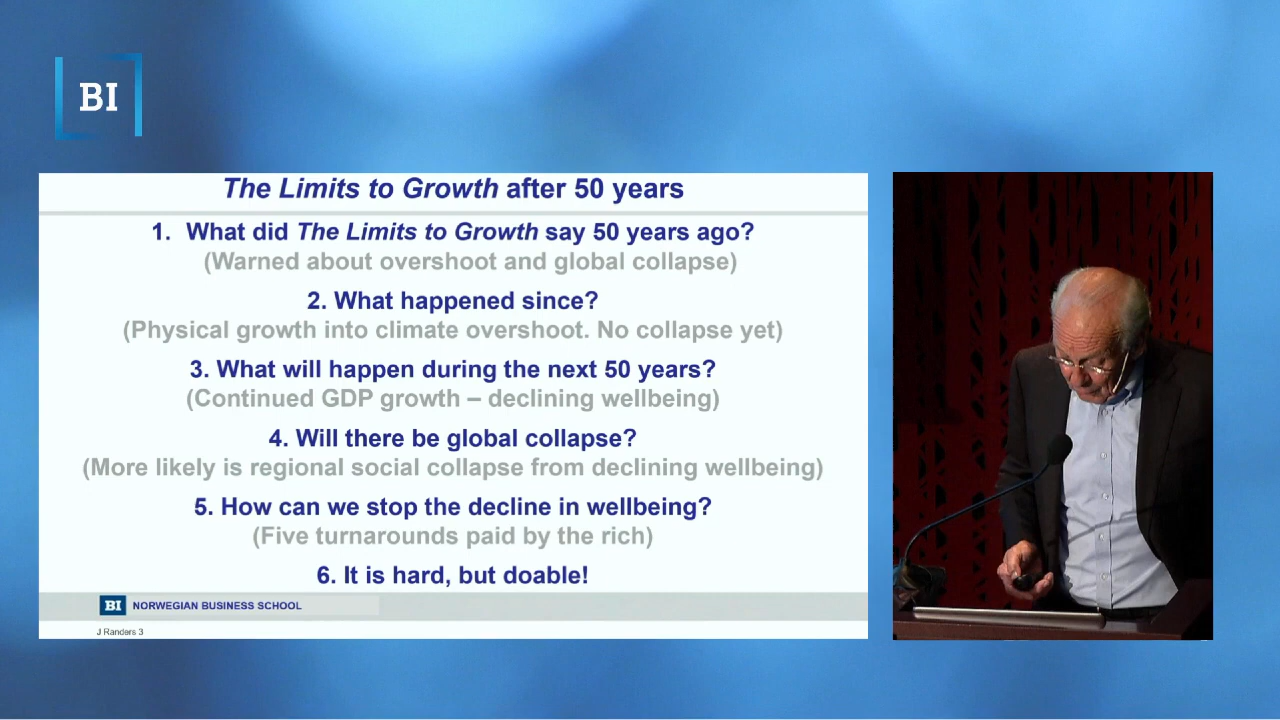 BI
The Limits to Growth after 50 years
1. What did The Limits to Growth say 50 years ago?
(Warned about overshoot and global collapse)
2. What happened since?
(Physical growth into climate overshoot. No collapse yet)
3. What will happen during the next 50 years?
(Continued GDP growth – declining wellbeing)
4. Will there be global collapse?
(More likely is regional social collapse from declining wellbeing)
5. How can we stop the decline in wellbeing?
(Five turnarounds paid by the rich)
6. It is hard, but doable!
BI NORWEGIAN BUSINESS SCHOOL
J Randers 3